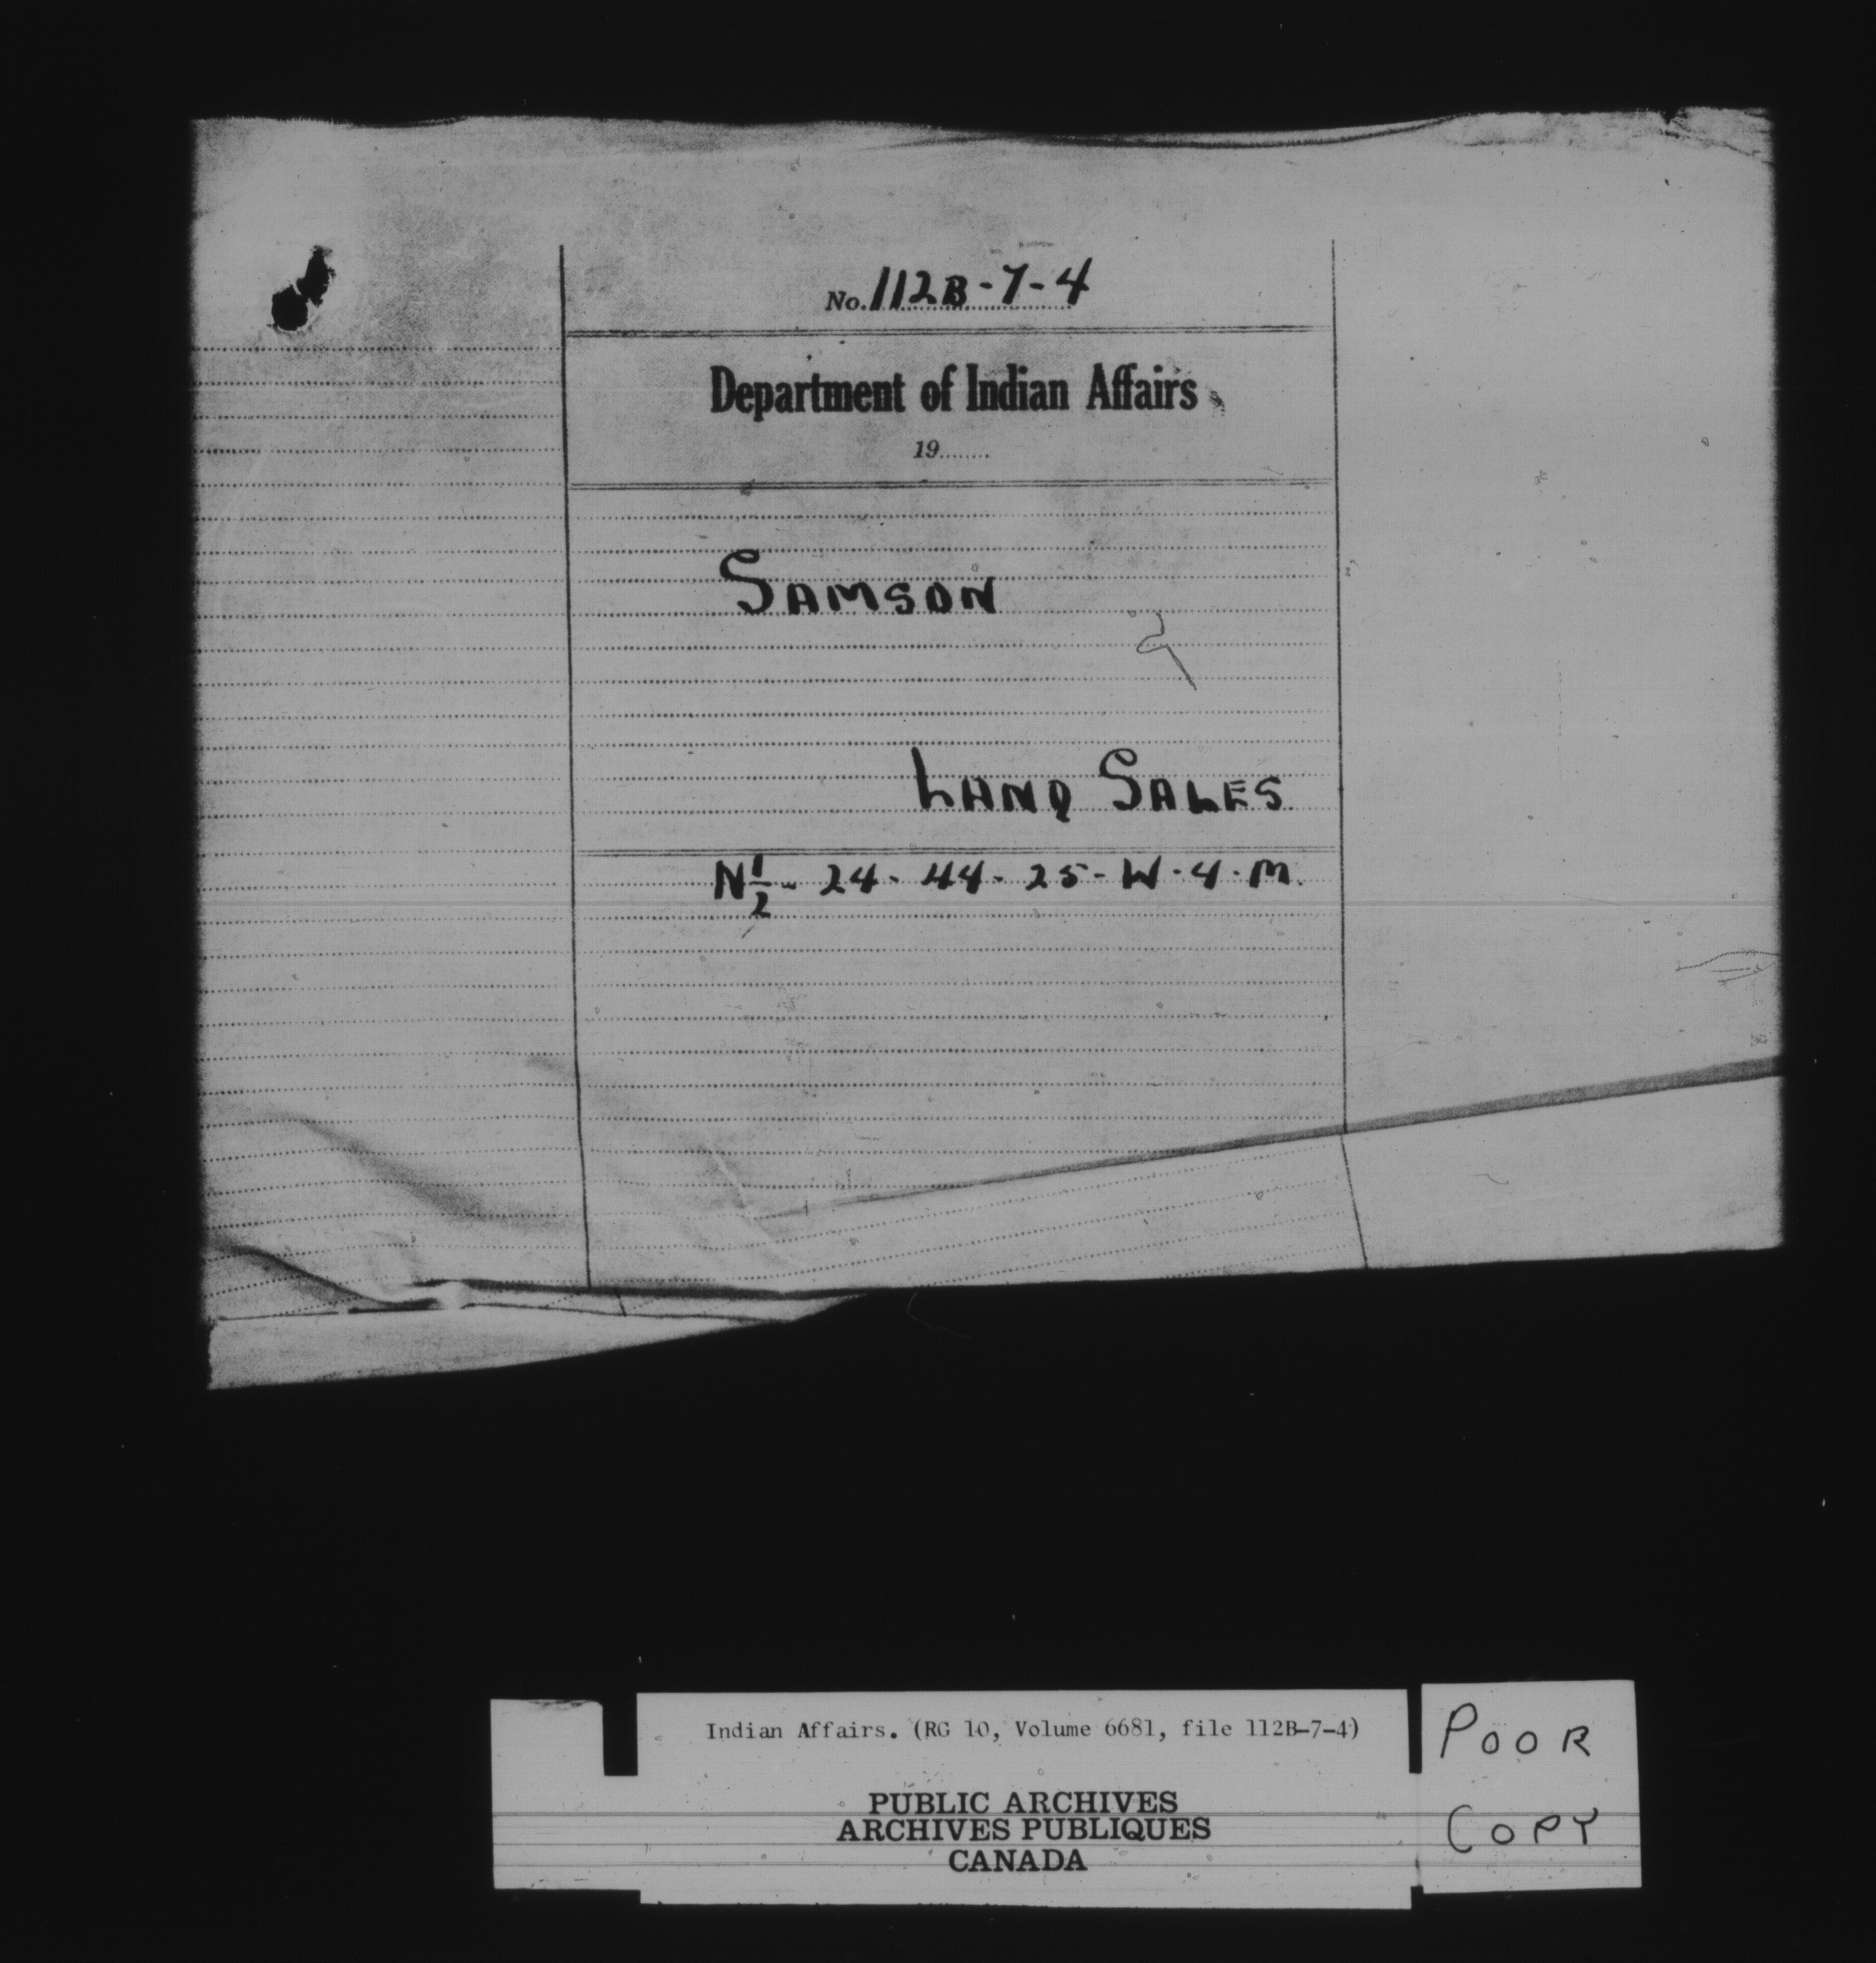 No. 112B-7-4
Department of Indian Affairs
19........
SAMSON
LAND SALES
N½ - 24 - 44 - 25 - W. 4. M.
Indian Affairs. (RG 10, Volume 6681, file 112B-7-4)
PUBLIC ARCHIVES
ARCHIVES PUBLIQUES
CANADA
POOR
COPY